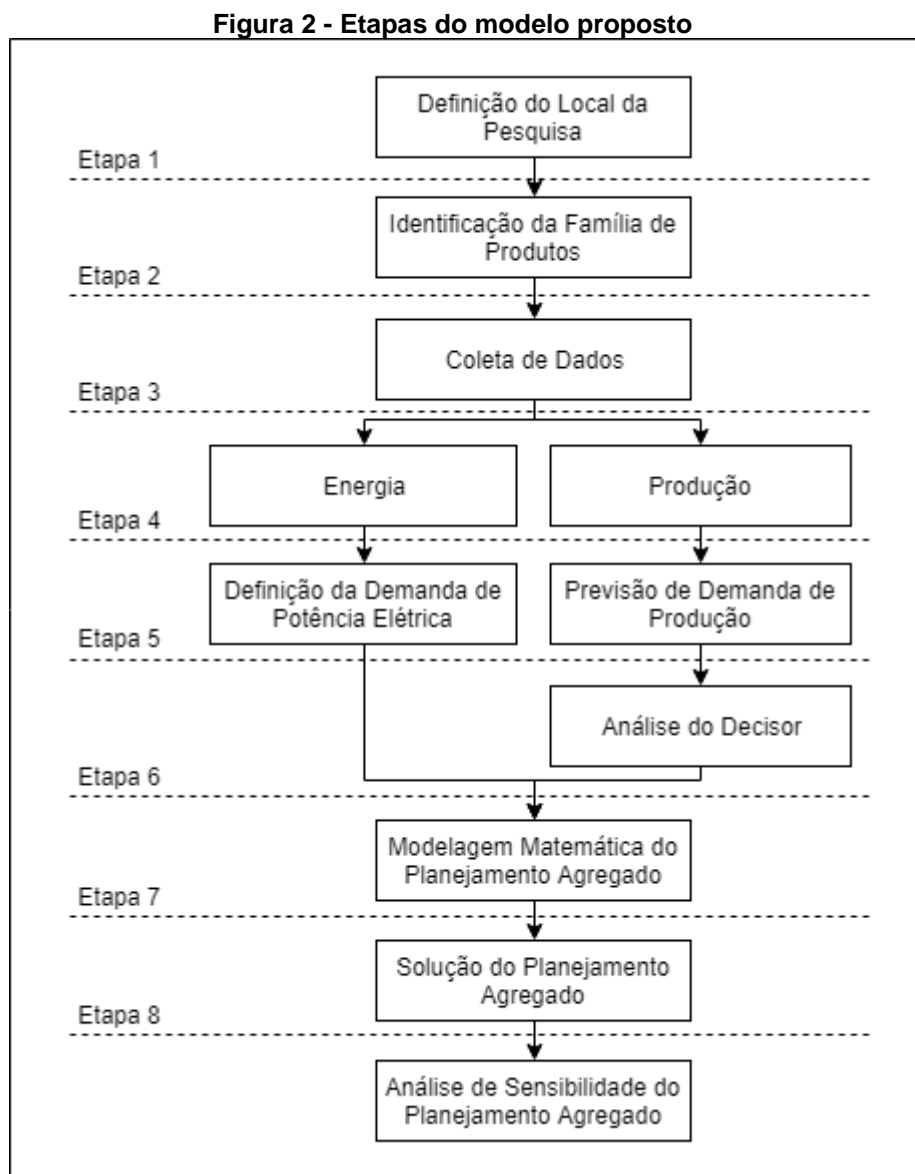 Figura 2 - Etapas do modelo proposto
Definição do Local da
Pesquisa
Etapa 1
Identificação da Família de
Produtos
Etapa 2
Coleta de Dados
Etapa 3
Energia
Produção
Etapa 4
Definição da Demanda de
Potência Elétrica
Previsão de Demanda de
Produção
Etapa 5
Análise do Decisor
Etapa 6
Modelagem Matemática do
Planejamento Agregado
Etapa 7
Solução do Planejamento
Agregado
Etapa 8
Análise de Sensibilidade do
Planejamento Agregado